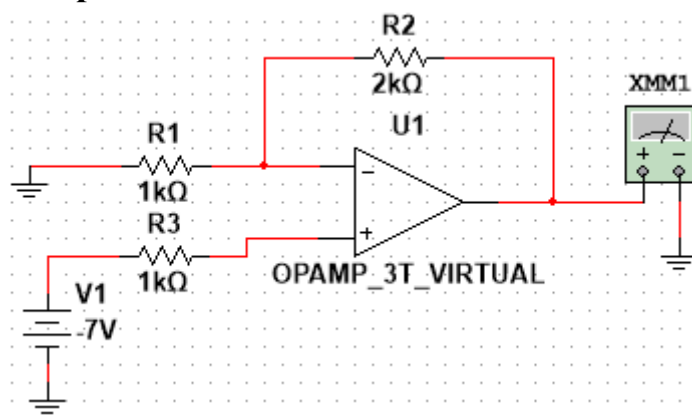 R2
2kΩ
XMM1
U1
R1
1kΩ
R3
1kΩ
OPAMP_3T_VIRTUAL
V1
-7V